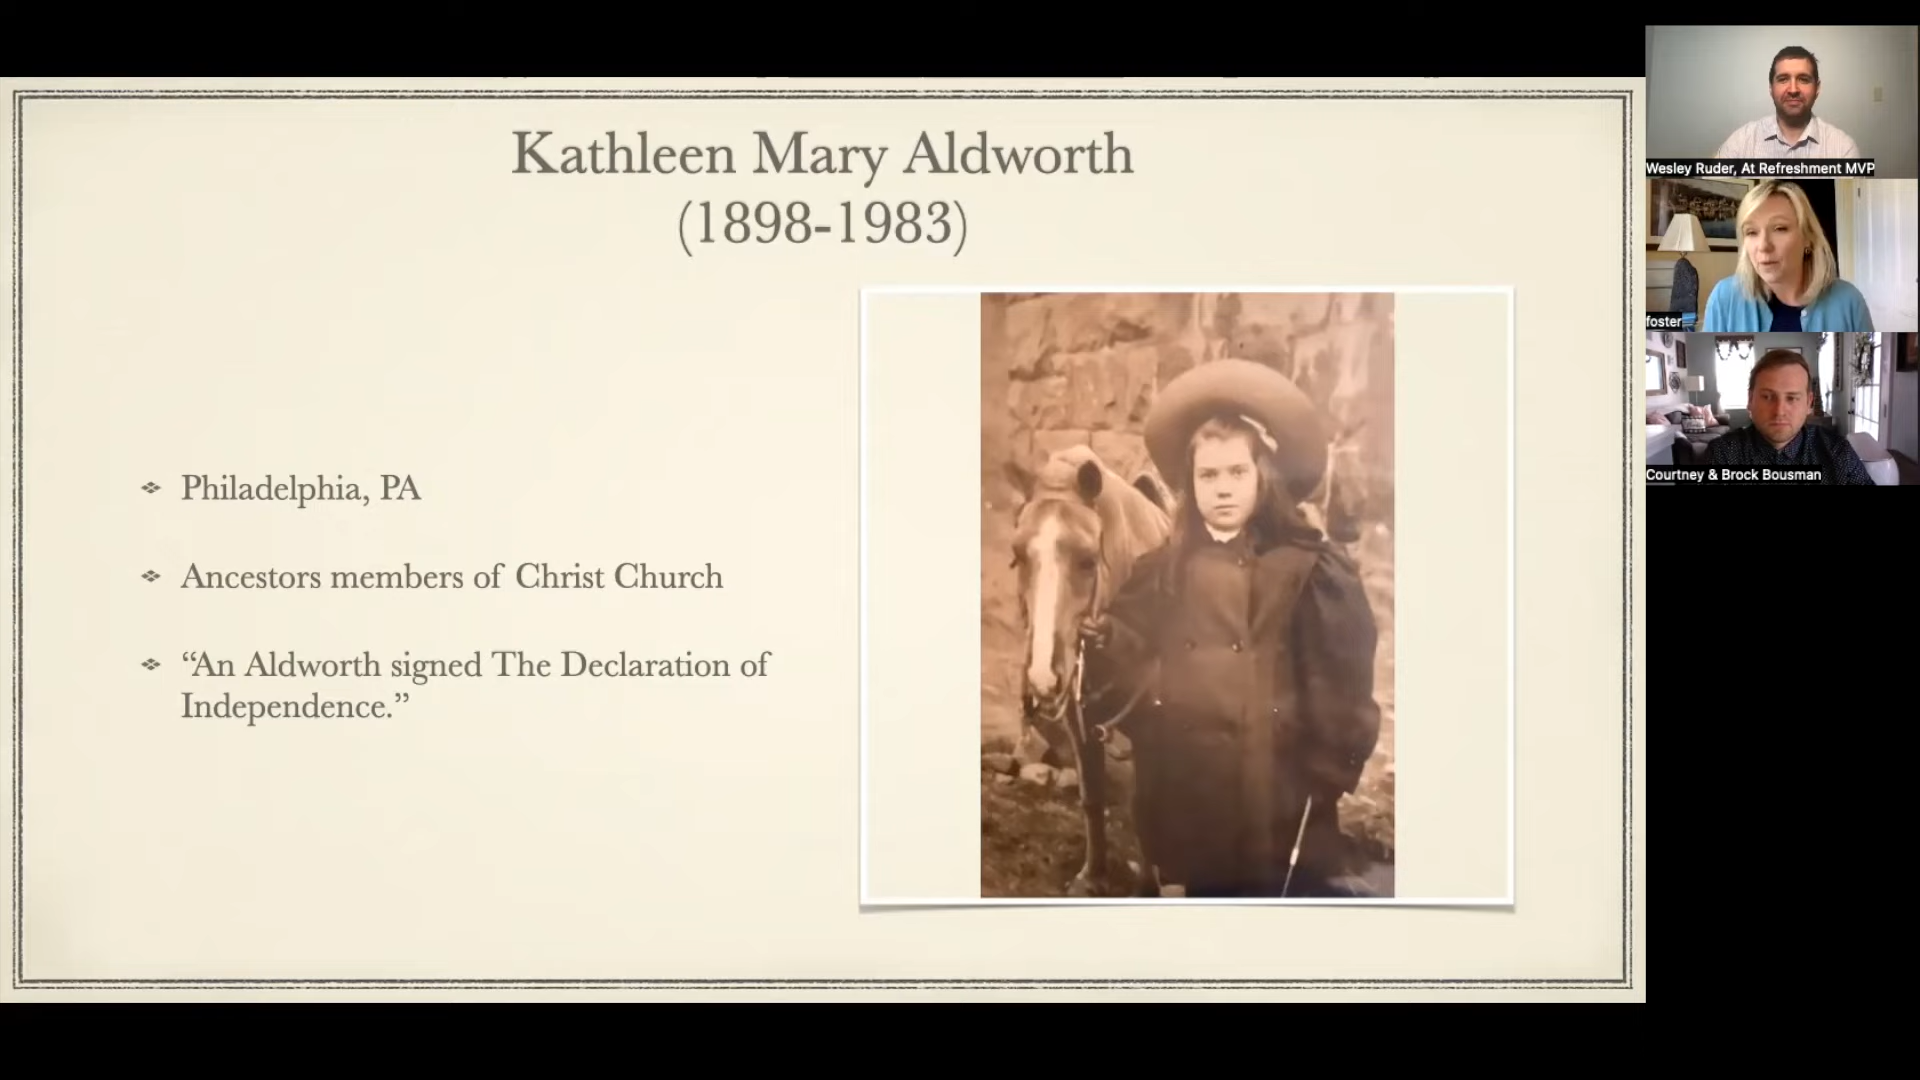 Kathleen Mary Aldworth
(1898-1983)
Philadelphia, PA
Ancestors members of Christ Church
“An Aldworth signed The Declaration of
Independence.”
Wesley Ruder, At Refreshment MVP
foster
Courtney & Brock Bousman